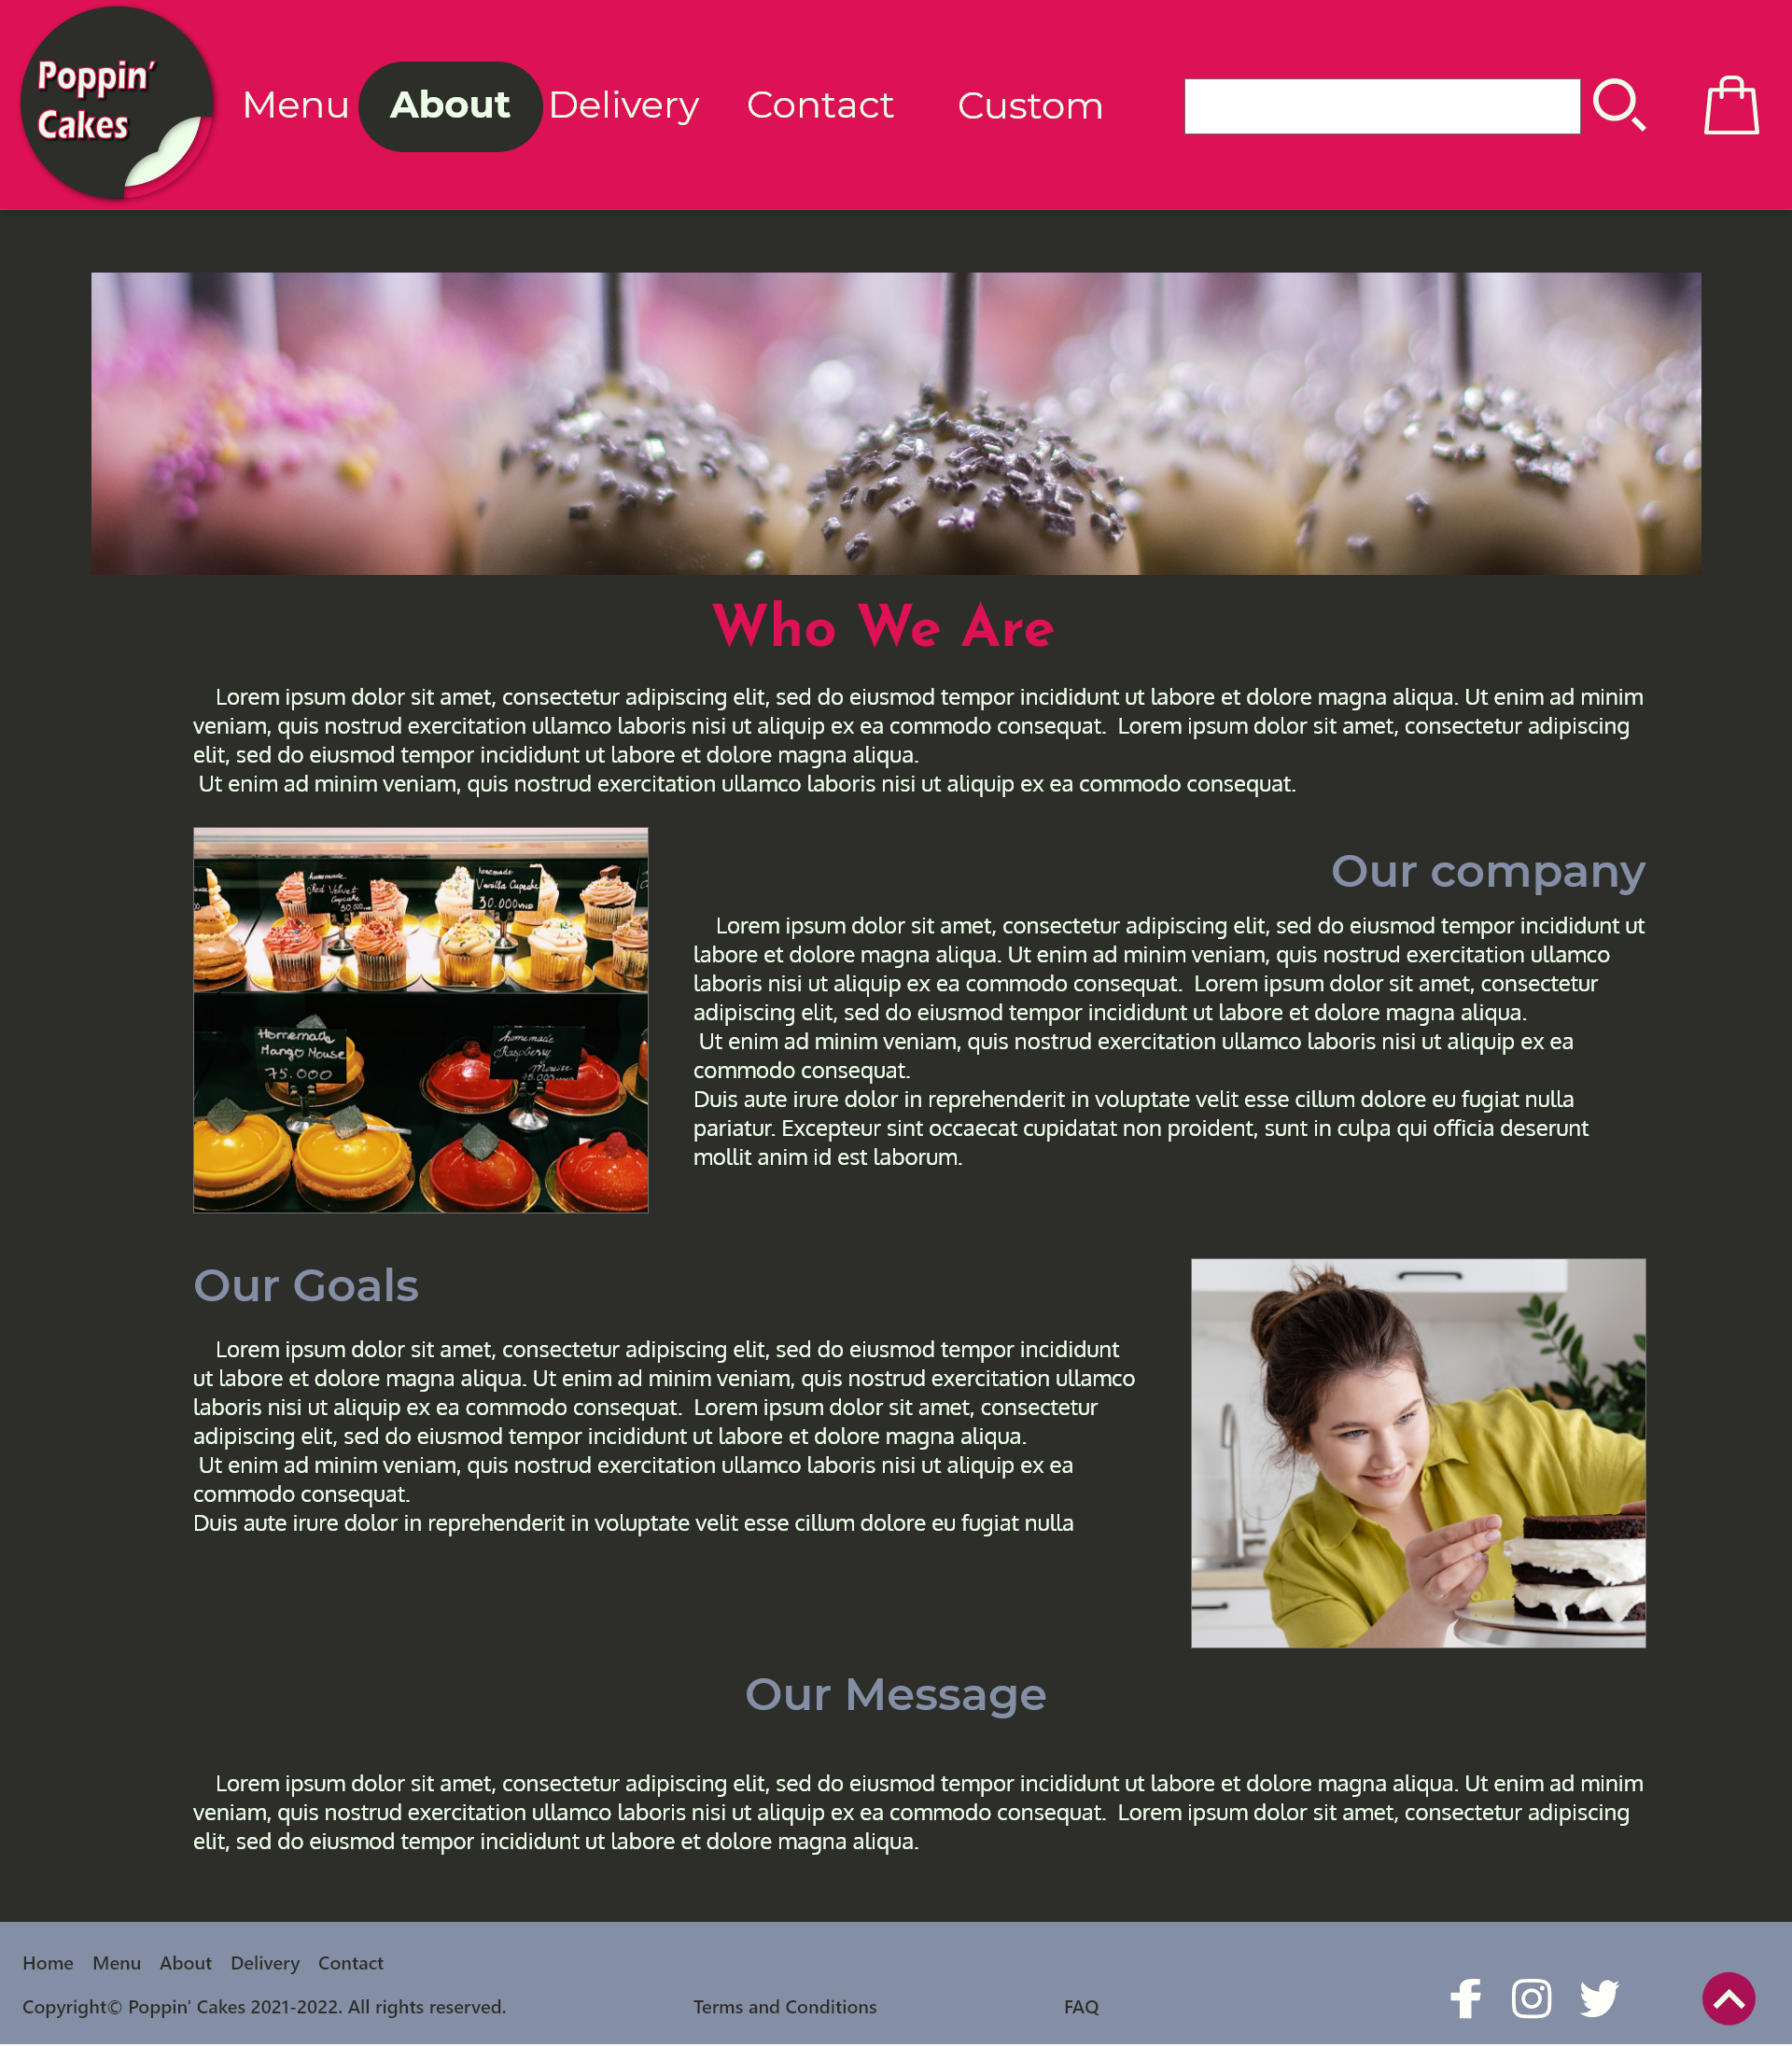 Poppin'
Cakes
Menu About Delivery Contact Custom
Who We Are
Lorem ipsum dolor sit amet, consectetur adipiscing elit, sed do eiusmod tempor incididunt ut labore et dolore magna aliqua. Ut enim ad minim
veniam, quis nostrud exercitation ullamco laboris nisi ut aliquip ex ea commodo consequat.  Lorem ipsum dolor sit amet, consectetur adipiscing
elit, sed do eiusmod tempor incididunt ut labore et dolore magna aliqua.
Ut enim ad minim veniam, quis nostrud exercitation ullamco laboris nisi ut aliquip ex ea commodo consequat.
homemade
Red Velvet
Cupcake
30.000 VND
homemade
Vanilla Cupcake
30.000 VND
Homemade
Mango Mouse
75.000
homemade
Raspberry
Mouse
75.000 VND
Our company
Lorem ipsum dolor sit amet, consectetur adipiscing elit, sed do eiusmod tempor incididunt ut
labore et dolore magna aliqua. Ut enim ad minim veniam, quis nostrud exercitation ullamco
laboris nisi ut aliquip ex ea commodo consequat.  Lorem ipsum dolor sit amet, consectetur
adipiscing elit, sed do eiusmod tempor incididunt ut labore et dolore magna aliqua.
Ut enim ad minim veniam, quis nostrud exercitation ullamco laboris nisi ut aliquip ex ea
commodo consequat.
Duis aute irure dolor in reprehenderit in voluptate velit esse cillum dolore eu fugiat nulla
pariatur. Excepteur sint occaecat cupidatat non proident, sunt in culpa qui officia deserunt
mollit anim id est laborum.
Our Goals
Lorem ipsum dolor sit amet, consectetur adipiscing elit, sed do eiusmod tempor incididunt
ut labore et dolore magna aliqua. Ut enim ad minim veniam, quis nostrud exercitation ullamco
laboris nisi ut aliquip ex ea commodo consequat.  Lorem ipsum dolor sit amet, consectetur
adipiscing elit, sed do eiusmod tempor incididunt ut labore et dolore magna aliqua.
Ut enim ad minim veniam, quis nostrud exercitation ullamco laboris nisi ut aliquip ex ea
commodo consequat.
Duis aute irure dolor in reprehenderit in voluptate velit esse cillum dolore eu fugiat nulla
Our Message
Lorem ipsum dolor sit amet, consectetur adipiscing elit, sed do eiusmod tempor incididunt ut labore et dolore magna aliqua. Ut enim ad minim
veniam, quis nostrud exercitation ullamco laboris nisi ut aliquip ex ea commodo consequat.  Lorem ipsum dolor sit amet, consectetur adipiscing
elit, sed do eiusmod tempor incididunt ut labore et dolore magna aliqua.
Home Menu About Delivery Contact
Copyright© Poppin' Cakes 2021-2022. All rights reserved. Terms and Conditions FAQ